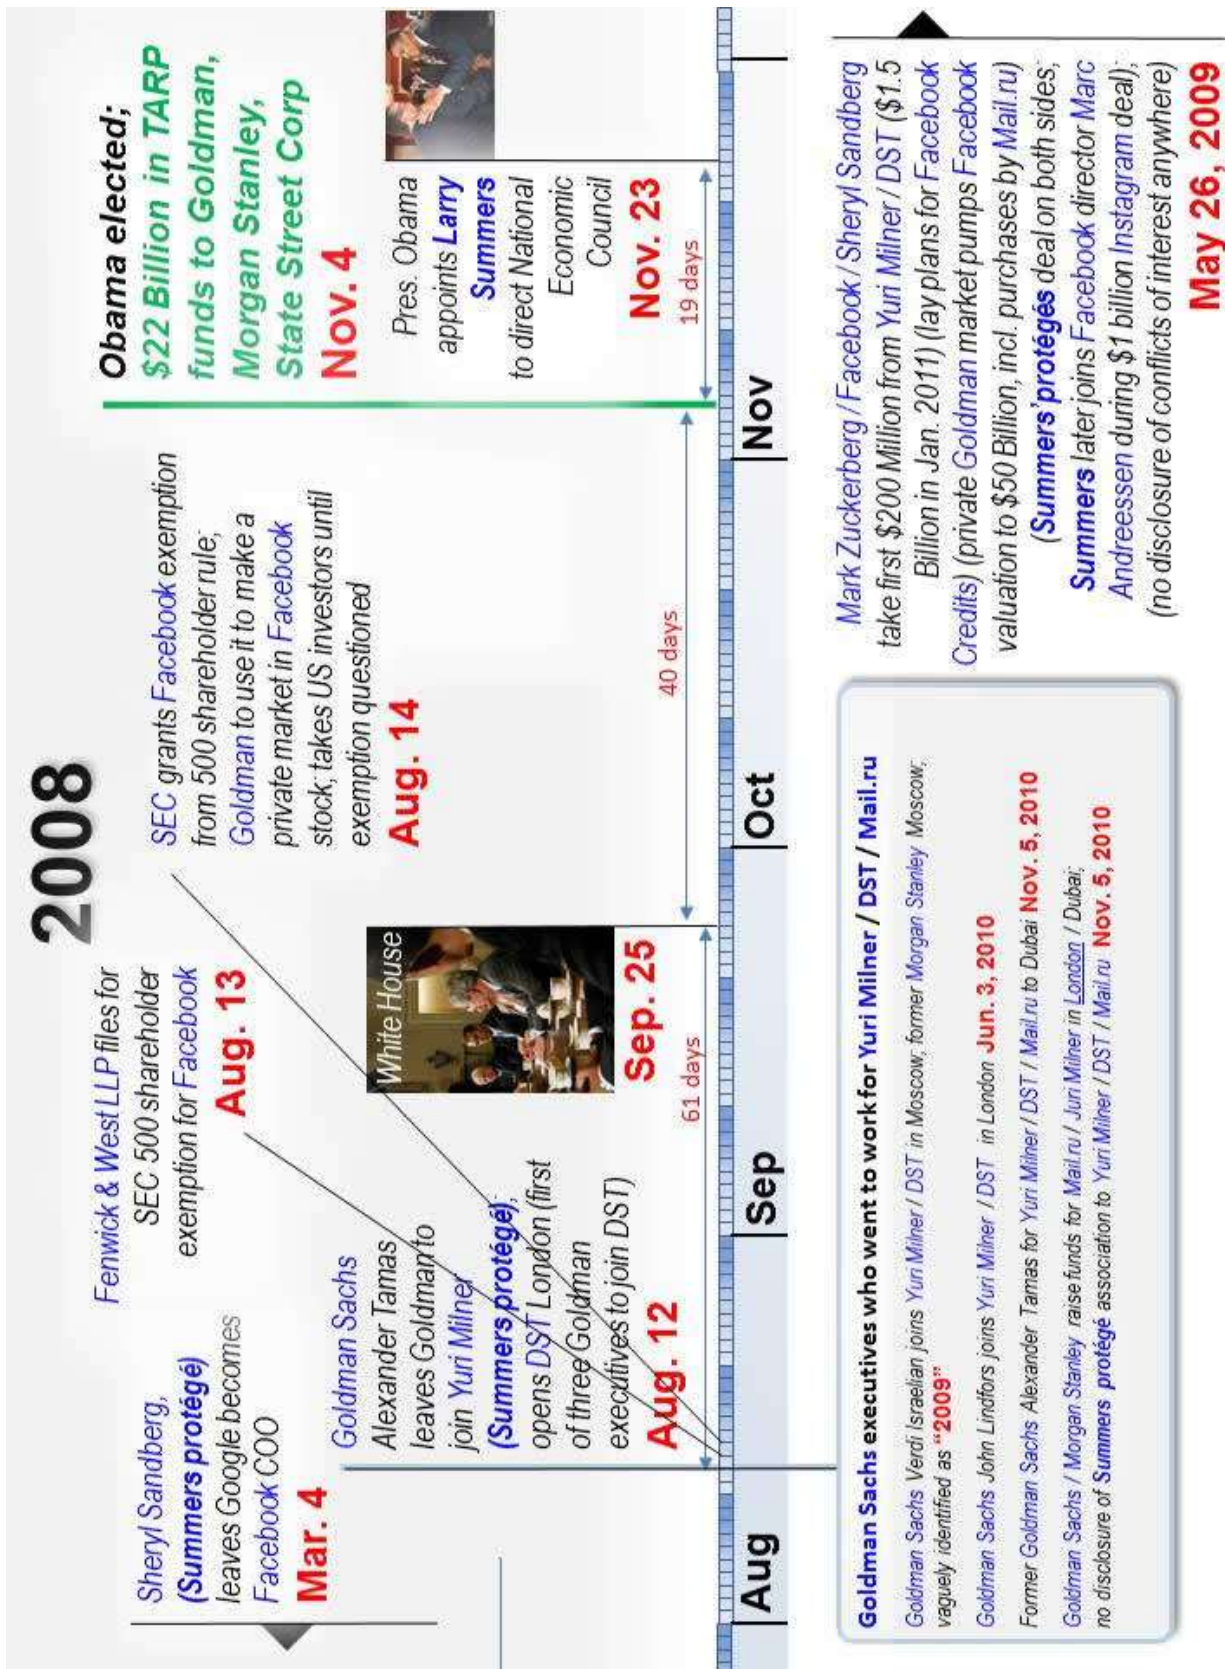 2008
Sheryl Sandberg,
(Summers protégé)
leaves Google becomes
Facebook COO
Mar. 4
Fenwick & West LLP files for
SEC 500 shareholder
exemption for Facebook
Aug. 13
SEC grants Facebook exemption
from 500 shareholder rule;
Goldman to use it to make a
private market in Facebook
stock; takes US investors until
exemption questioned
Aug. 14
Obama elected;
$22 Billion in TARP
funds to Goldman,
Morgan Stanley,
State Street Corp
Nov. 4
Goldman Sachs
Alexander Tamas
leaves Goldman to
join Yuri Milner
(Summers protégé);
opens DST London (first
of three Goldman
executives to join DST)
Aug. 12
White House
Sep. 25
Pres. Obama
appoints Larry
Summers
to direct National
Economic
Council
Nov. 23
61 days
40 days
19 days
Aug
Sep
Oct
Nov
Goldman Sachs executives who went to work for Yuri Milner / DST / Mail.ru
Goldman Sachs Verdi Israelian joins Yuri Milner / DST in Moscow; former Morgan Stanley Moscow;
vaguely identified as "2009"
Goldman Sachs John Lindfors joins Yuri Milner / DST in London Jun. 3, 2010
Former Goldman Sachs Alexander Tamas for Yuri Milner / DST / Mail.ru to Dubai Nov. 5, 2010
Goldman Sachs / Morgan Stanley raise funds for Mail.ru / Juri Milner in London / Dubai;
no disclosure of Summers protégé association to Yuri Milner / DST / Mail.ru Nov. 5, 2010
Mark Zuckerberg / Facebook / Sheryl Sandberg
take first $200 Million from Yuri Milner / DST ($1.5
Billion in Jan. 2011) (lay plans for Facebook
Credits) (private Goldman market pumps Facebook
valuation to $50 Billion, incl. purchases by Mail.ru)
(Summers' protégés deal on both sides;
Summers later joins Facebook director Marc
Andreessen during $1 billion Instagram deal);
(no disclosure of conflicts of interest anywhere)
May 26, 2009